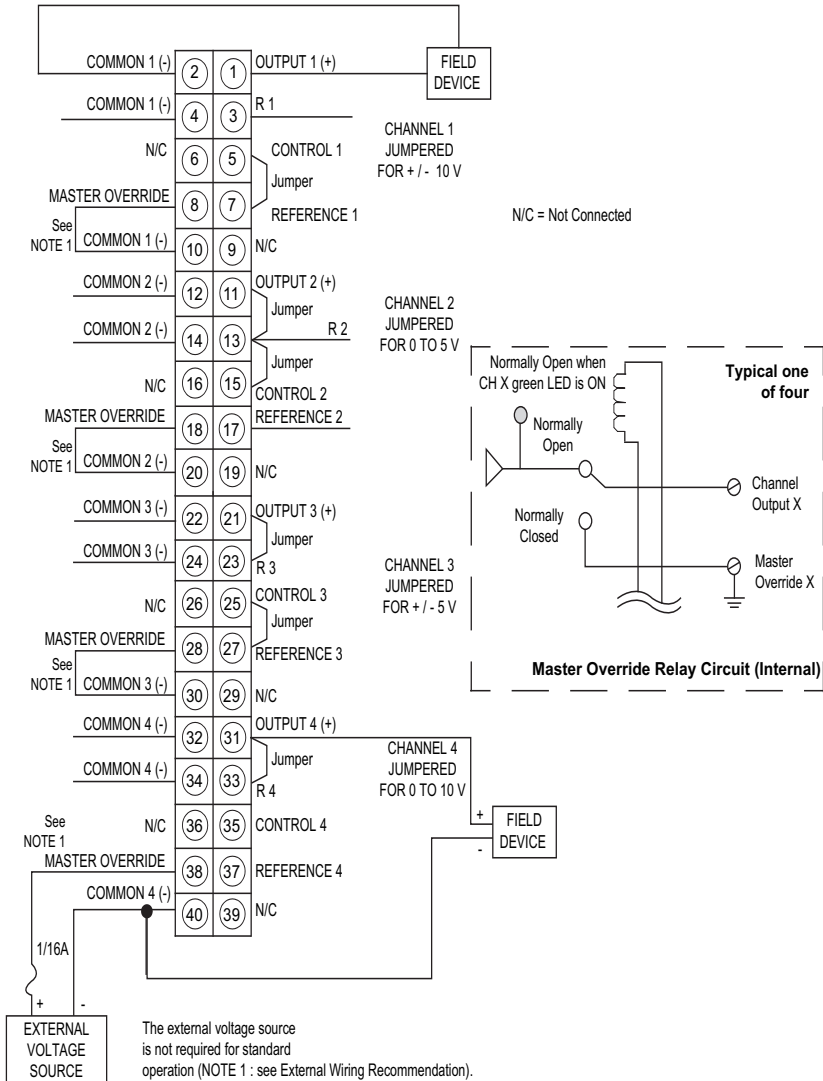 COMMON 1 (-) 2 1 OUTPUT 1 (+)
FIELD
DEVICE
COMMON 1 (-) 4 3 R 1
CHANNEL 1
JUMPERED
FOR + / - 10 V
N/C 6 5 CONTROL 1
Jumper
MASTER OVERRIDE 8 7 REFERENCE 1
See
NOTE 1
COMMON 1 (-) 10 9 N/C
N/C = Not Connected
COMMON 2 (-) 12 11 OUTPUT 2 (+)
Jumper
COMMON 2 (-) 14 13 R 2
CHANNEL 2
JUMPERED
FOR 0 TO 5 V
Jumper
N/C 16 15 CONTROL 2
MASTER OVERRIDE 18 17 REFERENCE 2
See
NOTE 1
COMMON 2 (-) 20 19 N/C
COMMON 3 (-) 22 21 OUTPUT 3 (+)
Jumper
COMMON 3 (-) 24 23 R 3
CHANNEL 3
JUMPERED
FOR + / - 5 V
N/C 26 25 CONTROL 3
Jumper
MASTER OVERRIDE 28 27 REFERENCE 3
See
NOTE 1
COMMON 3 (-) 30 29 N/C
COMMON 4 (-) 32 31 OUTPUT 4 (+)
Jumper
COMMON 4 (-) 34 33 R 4
CHANNEL 4
JUMPERED
FOR 0 TO 10 V
See
NOTE 1
N/C 36 35 CONTROL 4
MASTER OVERRIDE 38 37 REFERENCE 4
COMMON 4 (-) 40 39 N/C
+
-
FIELD
DEVICE
1/16A
+ -
EXTERNAL
VOLTAGE
SOURCE
The external voltage source
is not required for standard
operation (NOTE 1 : see External Wiring Recommendation).
Normally Open when
CH X green LED is ON
Typical one
of four
Normally
Open
Channel
Output X
Normally
Closed
Master
Override X
Master Override Relay Circuit (Internal)